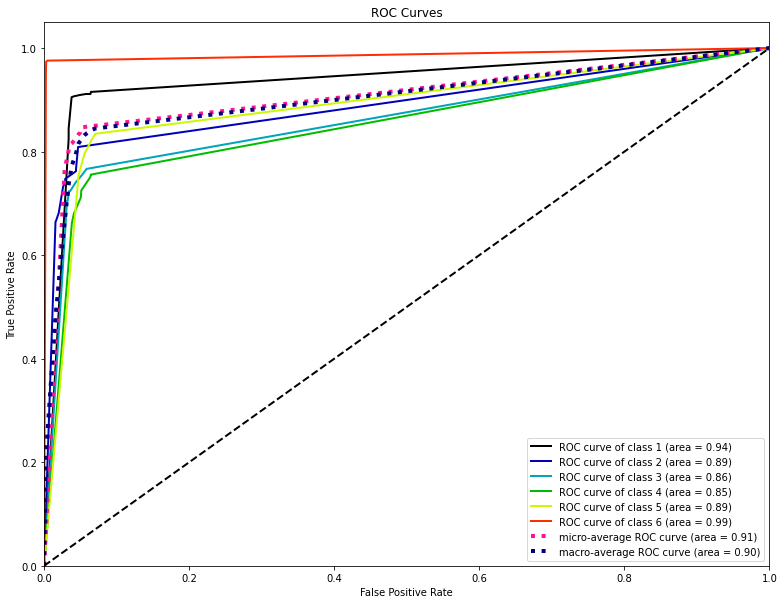 ROC Curves
1.0
0.8
0.6
0.4
0.2
0.0
True Positive Rate
ROC curve of class 1 (area = 0.94)
ROC curve of class 2 (area = 0.89)
ROC curve of class 3 (area = 0.86)
ROC curve of class 4 (area = 0.85)
ROC curve of class 5 (area = 0.89)
ROC curve of class 6 (area = 0.99)
micro-average ROC curve (area = 0.91)
macro-average ROC curve (area = 0.90)
0.0 0.2 0.4 0.6 0.8 1.0
False Positive Rate